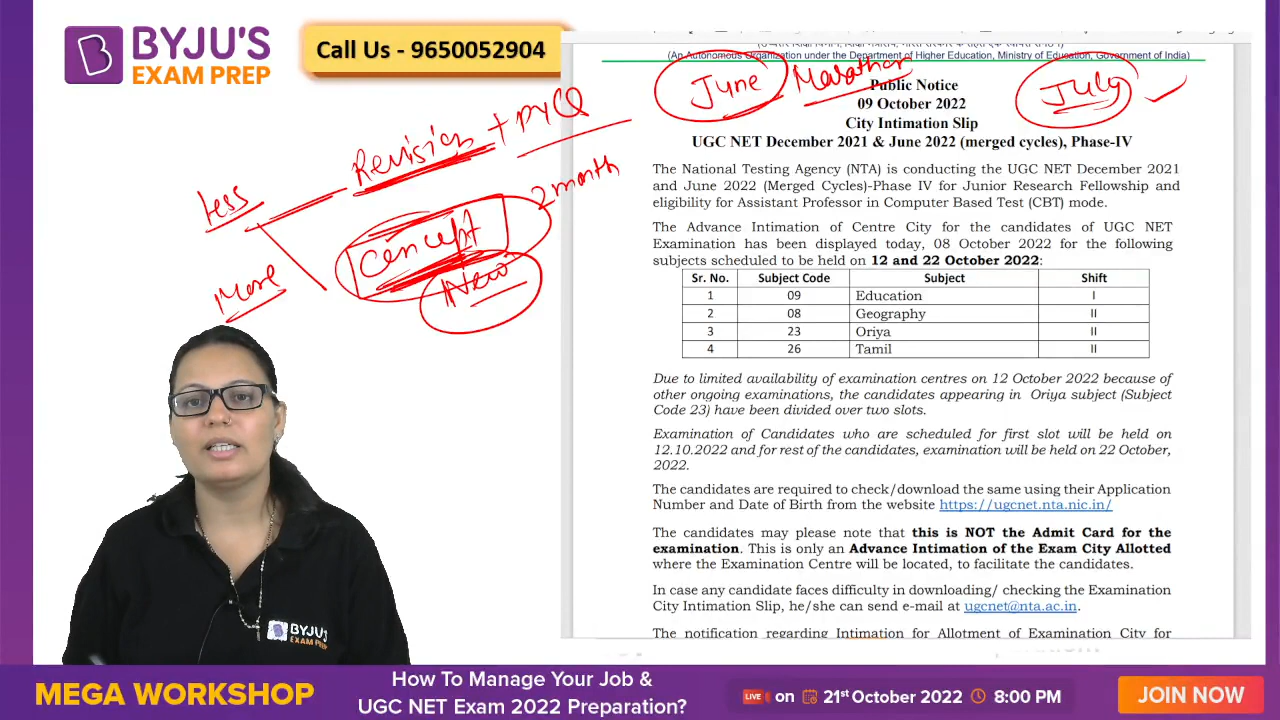 BYJU'S
EXAM PREP
Call Us - 9650052904
(An Autonomous Organization under the Department of Higher Education, Ministry of Education, Government of India)
June Marathon
July
Public Notice
09 October 2022
City Intimation Slip
UGC NET December 2021 & June 2022 (merged cycles), Phase-IV
Revision + PYQ
less
2 month
Concept
New
More
The National Testing Agency (NTA) is conducting the UGC NET December 2021
and June 2022 (Merged Cycles)-Phase IV for Junior Research Fellowship and
eligibility for Assistant Professor in Computer Based Test (CBT) mode.
The Advance Intimation of Centre City for the candidates of UGC NET
Examination has been displayed today, 08 October 2022 for the following
subjects scheduled to be held on 12 and 22 October 2022:
Sr. No. Subject Code Subject Shift
1 09 Education I
2 08 Geography II
3 23 Oriya II
4 26 Tamil II
Due to limited availability of examination centres on 12 October 2022 because of
other ongoing examinations, the candidates appearing in Oriya subject (Subject
Code 23) have been divided over two slots.
Examination of Candidates who are scheduled for first slot will be held on
12.10.2022 and for rest of the candidates, examination will be held on 22 October,
2022.
The candidates are required to check/download the same using their Application
Number and Date of Birth from the website https://ugcnet.nta.nic.in/
The candidates may please note that this is NOT the Admit Card for the
examination. This is only an Advance Intimation of the Exam City Allotted
where the Examination Centre will be located, to facilitate the candidates.
In case any candidate faces difficulty in downloading/ checking the Examination
City Intimation Slip, he/she can send e-mail at ugcnet@nta.ac.in.
The notification regarding Intimation for Allotment of Examination City for
BYJU'S
EXAM PREP
MEGA WORKSHOP
How To Manage Your Job &
UGC NET Exam 2022 Preparation?
LIVE on 21st October 2022 8:00 PM
JOIN NOW